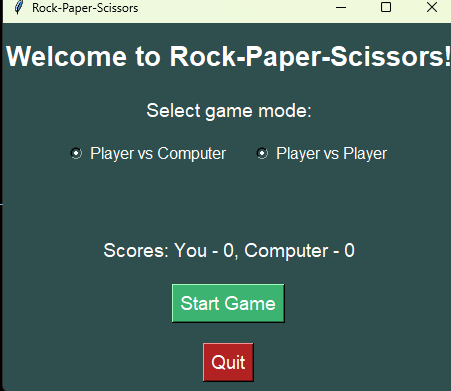 Rock-Paper-Scissors
Welcome to Rock-Paper-Scissors!
Select game mode:
Player vs Computer Player vs Player
Scores: You - 0, Computer - 0
Start Game
Quit